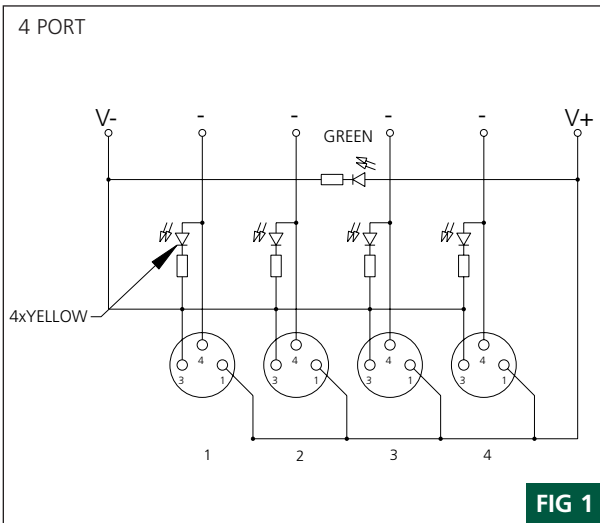 4 PORT
V- - - - - V+
GREEN
4xYELLOW
4 4 4 4
3 1 3 1 3 1 3 1
1 2 3 4
FIG 1